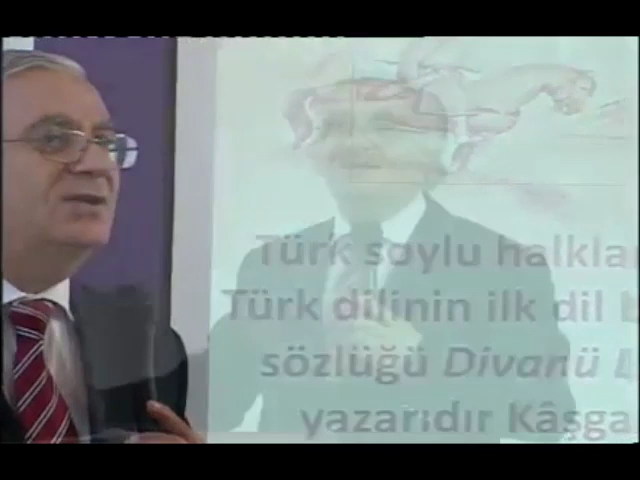 Türk soylu halkla
Türk dilinin ilk dil b
sözlüğü Divanü L
yazarıdır Kâşga